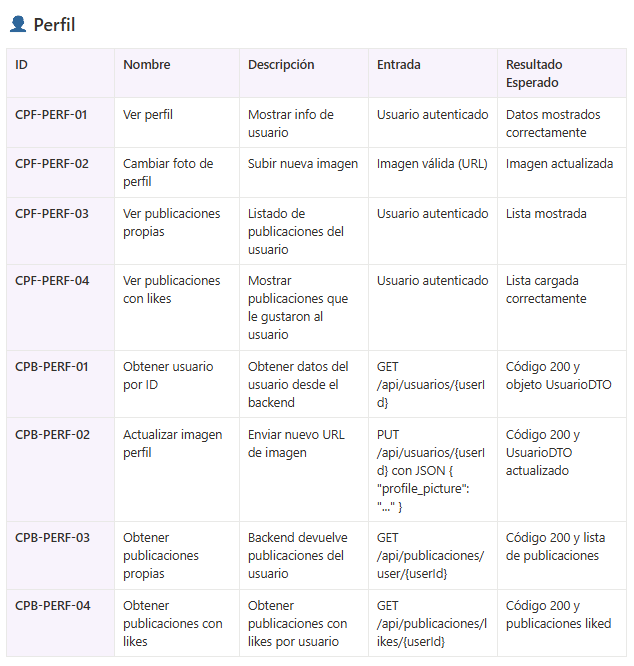 👤 Perfil
ID
Nombre
Descripción
Entrada
Resultado
Esperado
CPF-PERF-01
Ver perfil
Mostrar info de
usuario
Usuario autenticado
Datos mostrados
correctamente
CPF-PERF-02
Cambiar foto de
perfil
Subir nueva imagen
Imagen válida (URL)
Imagen actualizada
CPF-PERF-03
Ver publicaciones
propias
Listado de
publicaciones del
usuario
Usuario autenticado
Lista mostrada
CPF-PERF-04
Ver publicaciones
con likes
Mostrar
publicaciones que
le gustaron al
usuario
Usuario autenticado
Lista cargada
correctamente
CPB-PERF-01
Obtener usuario
por ID
Obtener datos del
usuario desde el
backend
GET
/api/usuarios/{userI
d}
Código 200 y
objeto UsuarioDTO
CPB-PERF-02
Actualizar imagen
perfil
Enviar nuevo URL
de imagen
PUT
/api/usuarios/{userI
d} con JSON {
"profile_picture":
"..." }
Código 200 y
UsuarioDTO
actualizado
CPB-PERF-03
Obtener
publicaciones
propias
Backend devuelve
publicaciones del
usuario
GET
/api/publicaciones/
user/{userId}
Código 200 y lista
de publicaciones
CPB-PERF-04
Obtener
publicaciones con
likes
Obtener
publicaciones con
likes por usuario
GET
/api/publicaciones/l
ikes/{userId}
Código 200 y
publicaciones liked